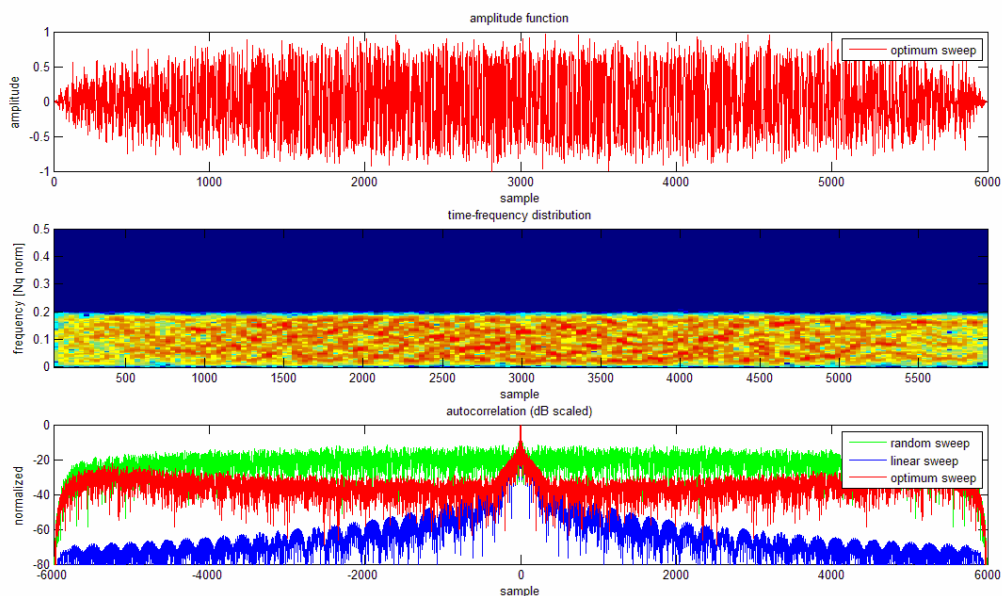 amplitude function
1
0.5
0
-0.5
-1
amplitude
optimum sweep
0 1000 2000 3000 4000 5000 6000
sample
time-frequency distribution
0.5
0.4
0.3
0.2
0.1
0
frequency [Nq norm]
500 1000 1500 2000 2500 3000 3500 4000 4500 5000 5500
sample
autocorrelation (dB scaled)
0
-20
-40
-60
-80
normalized
random sweep
linear sweep
optimum sweep
-6000 -4000 -2000 0 2000 4000 6000
sample